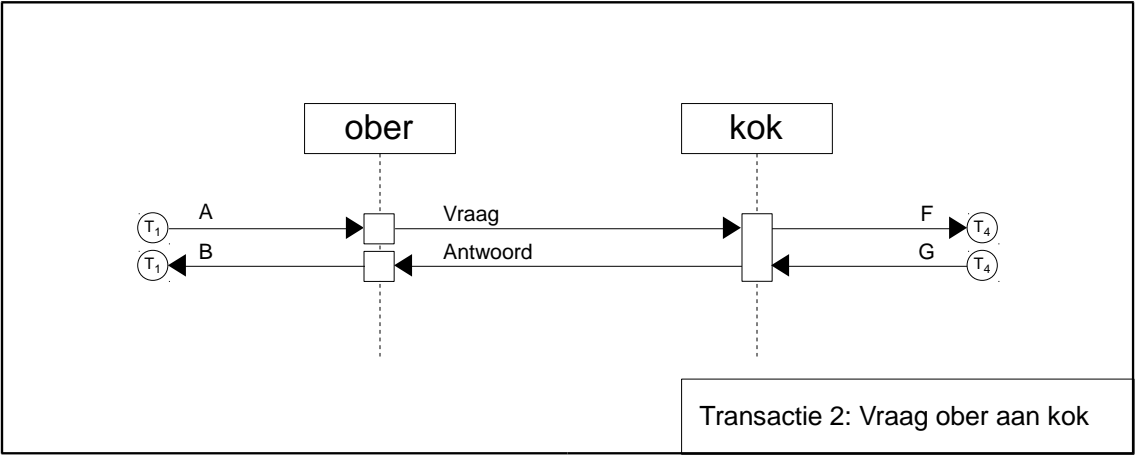 ober
kok
A
Vraag
F
T1
T4
B
Antwoord
G
T1
T4
Transactie 2: Vraag ober aan kok